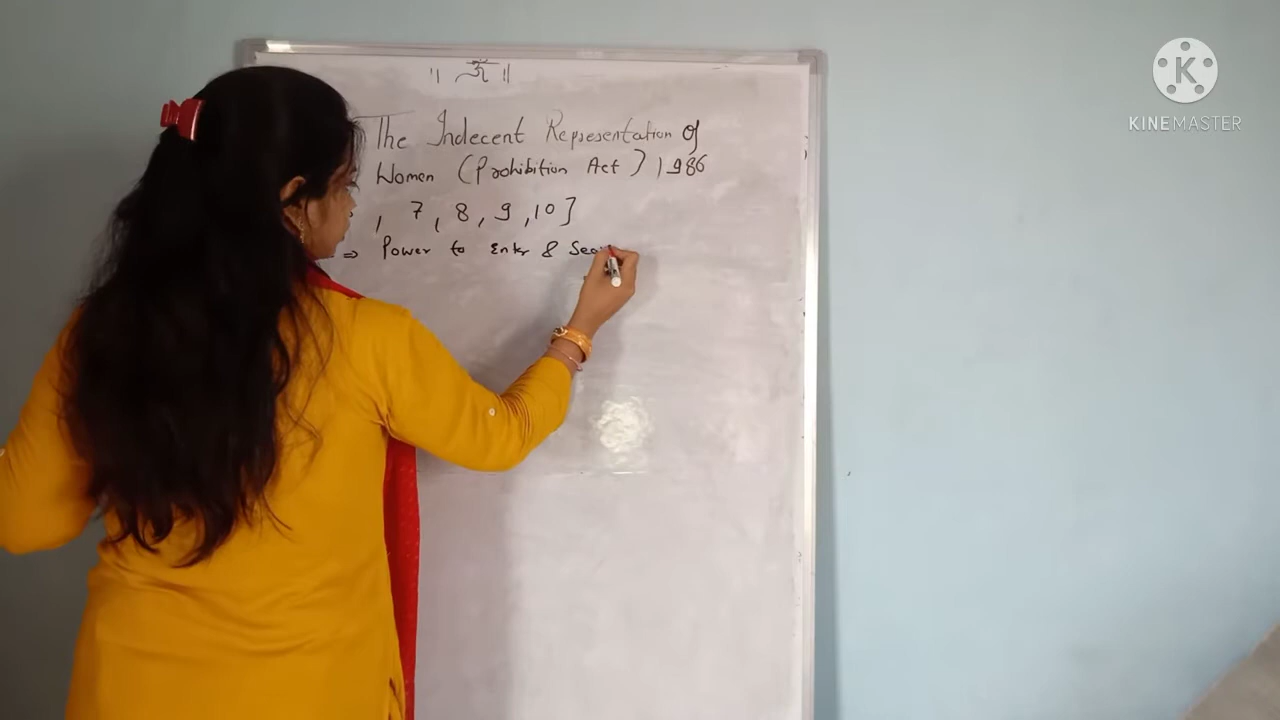 ॥ ॐ ॥
The Indecent Representation of
Women (Prohibition Act) 1986
, 7, 8, 9, 10]
⇒ Power to Enter & Sea
K
KINEMASTER